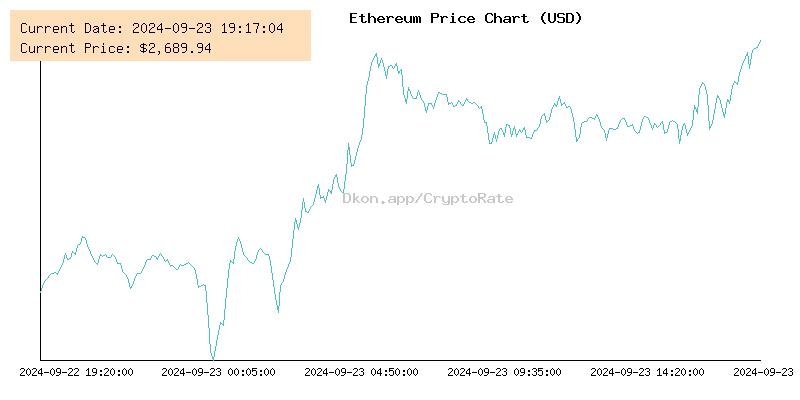 Ethereum Price Chart (USD)
Current Date: 2024-09-23 19:17:04
Current Price: $2,689.94
Dkon.app/CryptoRate
2024-09-22 19:20:00 2024-09-23 00:05:00 2024-09-23 04:50:00 2024-09-23 09:35:00 2024-09-23 14:20:00 2024-09-23